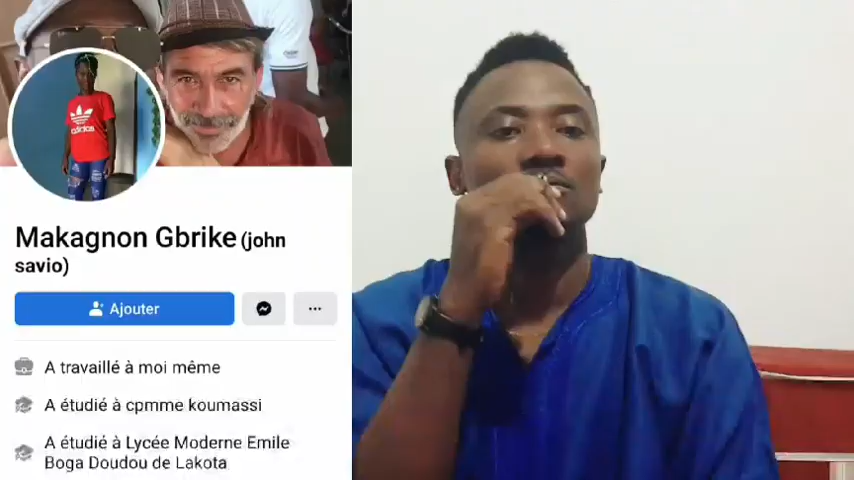 adidas
Makagnon Gbrike (john
savio)
Ajouter
A travaillé à moi même
A étudié à cpmme koumassi
A étudié à Lycée Moderne Emile
Boga Doudou de Lakota